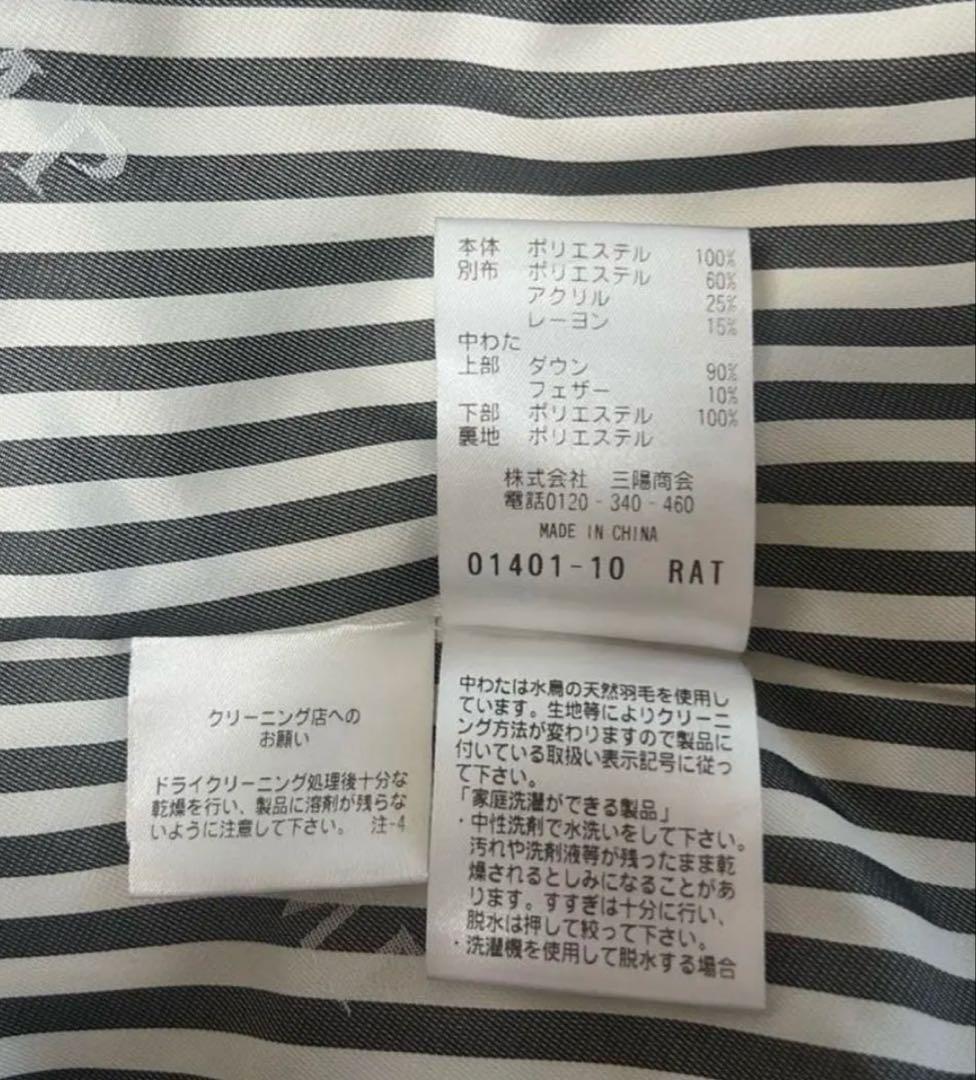 本体 ポリエステル 100%
別布 ポリエステル 60%
アクリル 25%
レーヨン 15%
中わた
上部 ダウン 90%
フェザー 10%
下部 ポリエステル 100%
裏地 ポリエステル
株式会社 三陽商会
電話0120-340-460
MADE IN CHINA
01401-10 RAT
クリーニング店への
お願い
ドライクリーニング処理後十分な
乾燥を行い、製品に溶剤が残らな
いように注意して下さい。 注-4
中わたは水鳥の天然羽毛を使用し
ています。生地等によりクリーニ
ング方法が変わりますので製品に
付いている取扱い表示記号に従っ
て下さい。
「家庭洗濯ができる製品」
・中性洗剤で水洗いをして下さい。
汚れや洗剤液等が残ったまま乾
燥されるとしみになることがあ
ります。すすぎは十分に行い、
脱水は押して絞って下さい。
・洗濯機を使用して脱水する場合